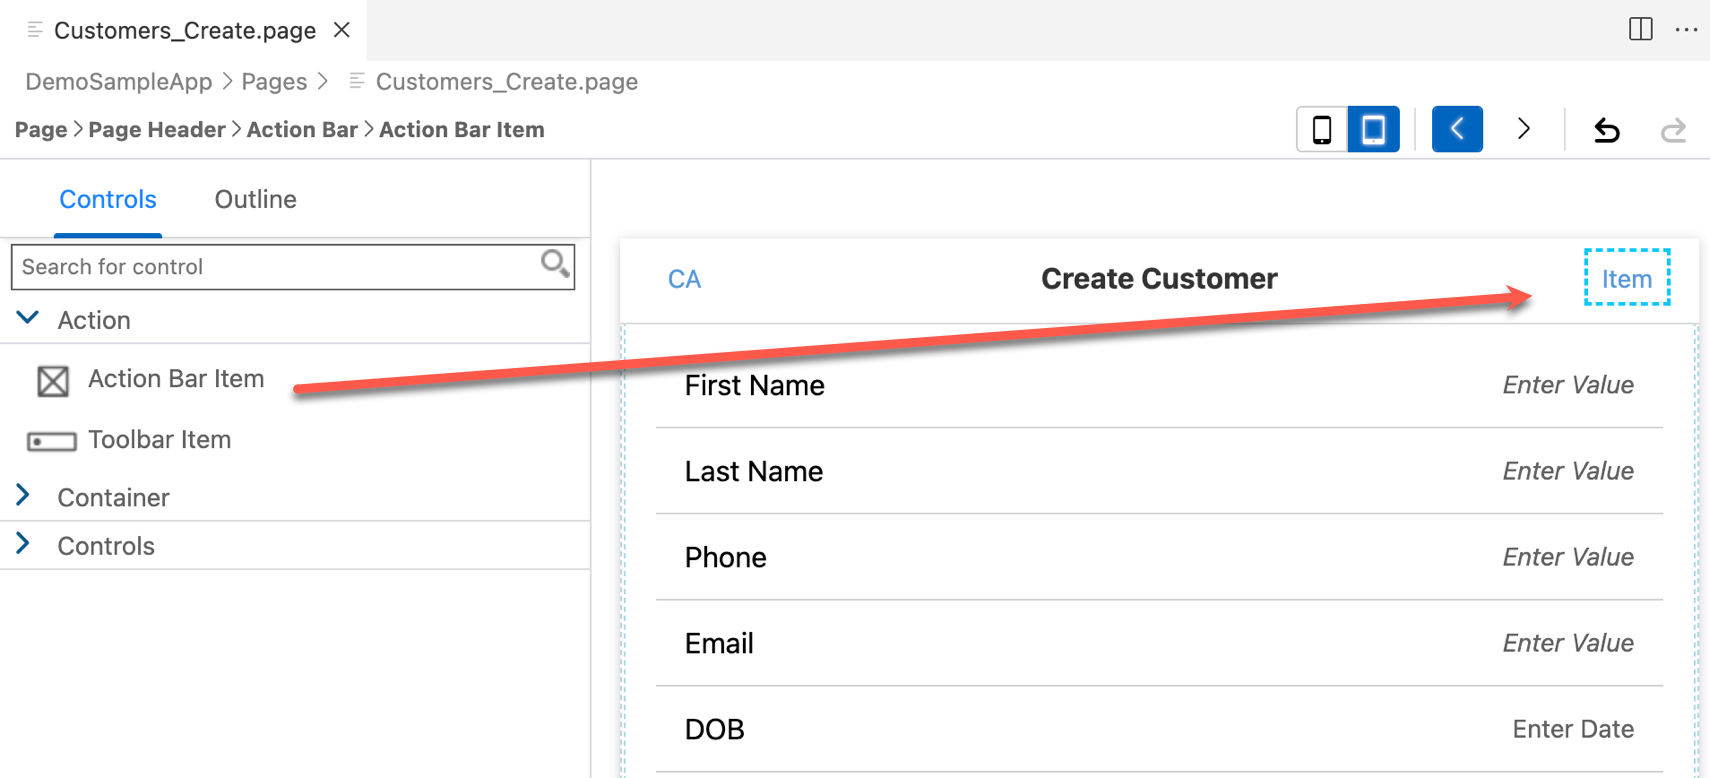 Customers_Create.page
DemoSampleApp > Pages > Customers_Create.page
Page > Page Header > Action Bar > Action Bar Item
Controls Outline
Search for control
Action
Action Bar Item
Toolbar Item
Container
Controls
CA Create Customer Item
First Name Enter Value
Last Name Enter Value
Phone Enter Value
Email Enter Value
DOB Enter Date